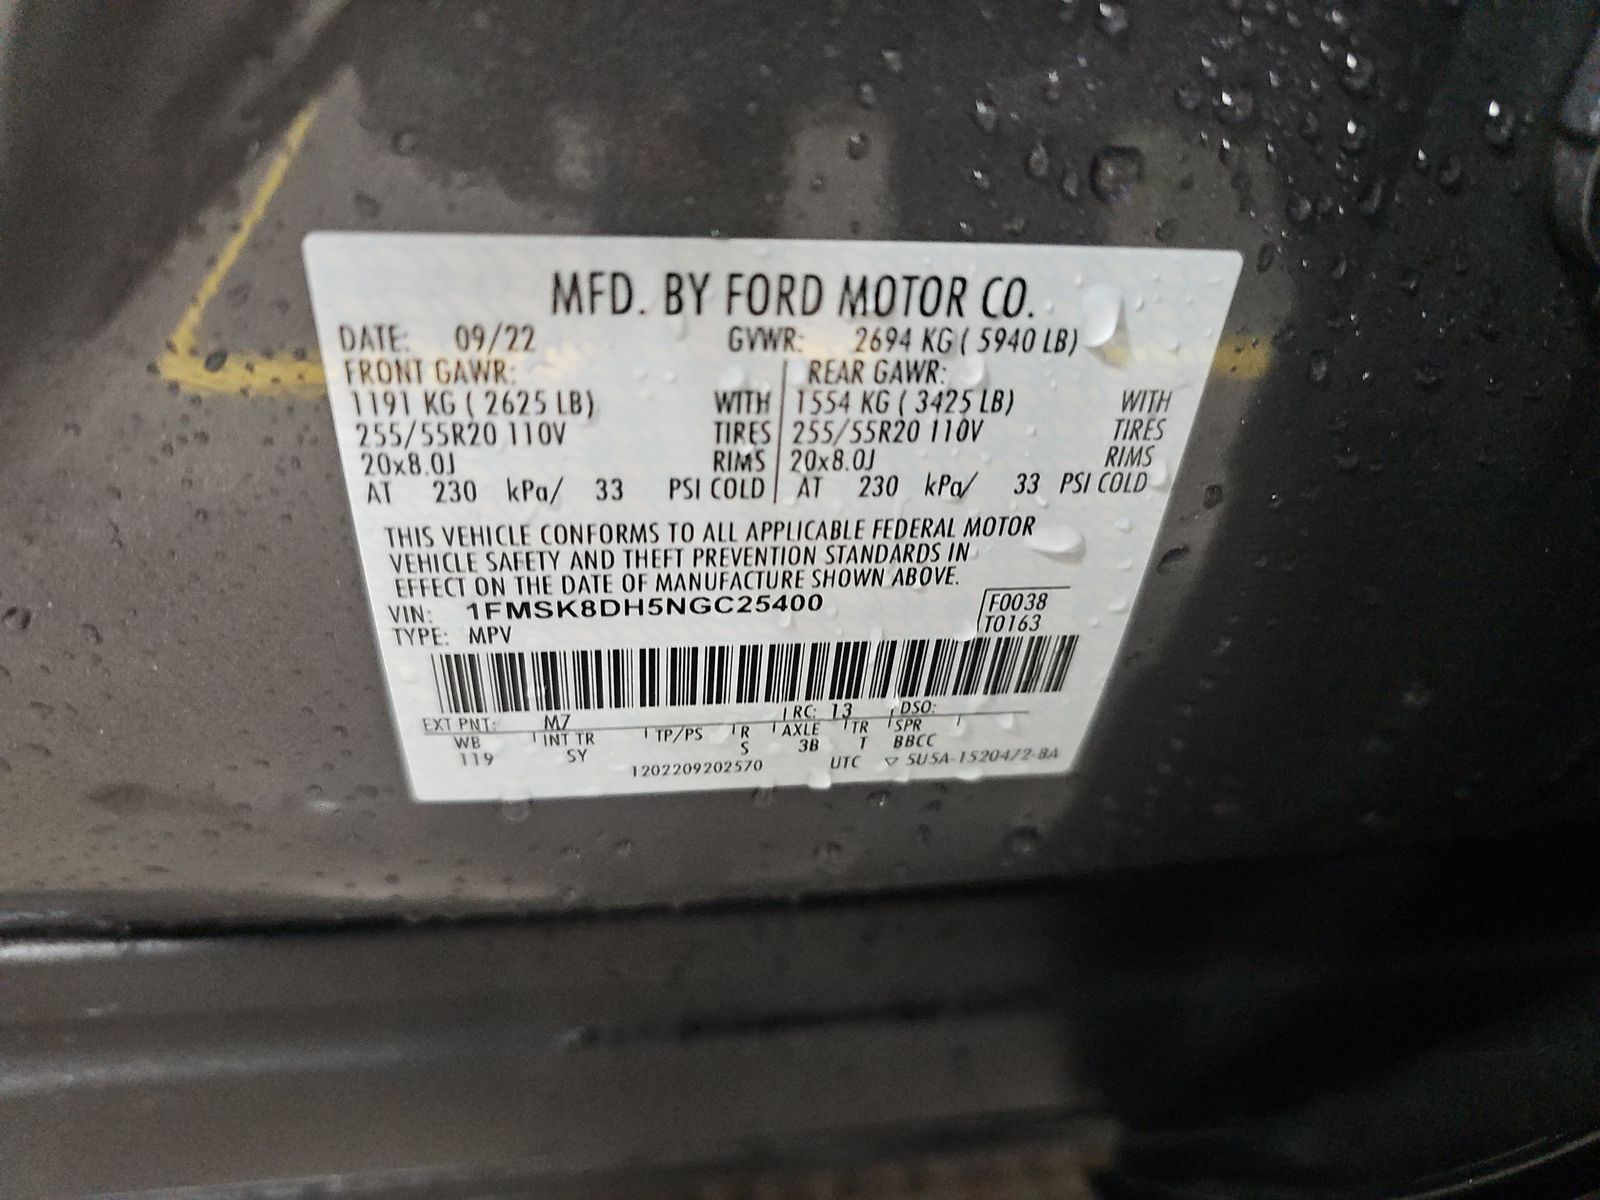 MFD. BY FORD MOTOR CO.
DATE: 09/22 GVWR: 2694 KG ( 5940 LB)
FRONT GAWR: REAR GAWR:
1191 KG ( 2625 LB) WITH 1554 KG ( 3425 LB) WITH
255/55R20 110V TIRES 255/55R20 110V TIRES
20x8.0J RIMS 20x8.0J RIMS
AT 230 kPa/ 33 PSI COLD AT 230 kPa/ 33 PSI COLD
THIS VEHICLE CONFORMS TO ALL APPLICABLE FEDERAL MOTOR
VEHICLE SAFETY AND THEFT PREVENTION STANDARDS IN
EFFECT ON THE DATE OF MANUFACTURE SHOWN ABOVE.
VIN: 1FMSK8DH5NGC25400 F0038
TYPE: MPV T0163
EXT PNT: M7 RC: 13 DSO:
WB INT TR TP/PS R AXLE TR SPR
119 SY S 3B T BBCC
1202209202570 UTC ▽ 5U5A-1520472-BA